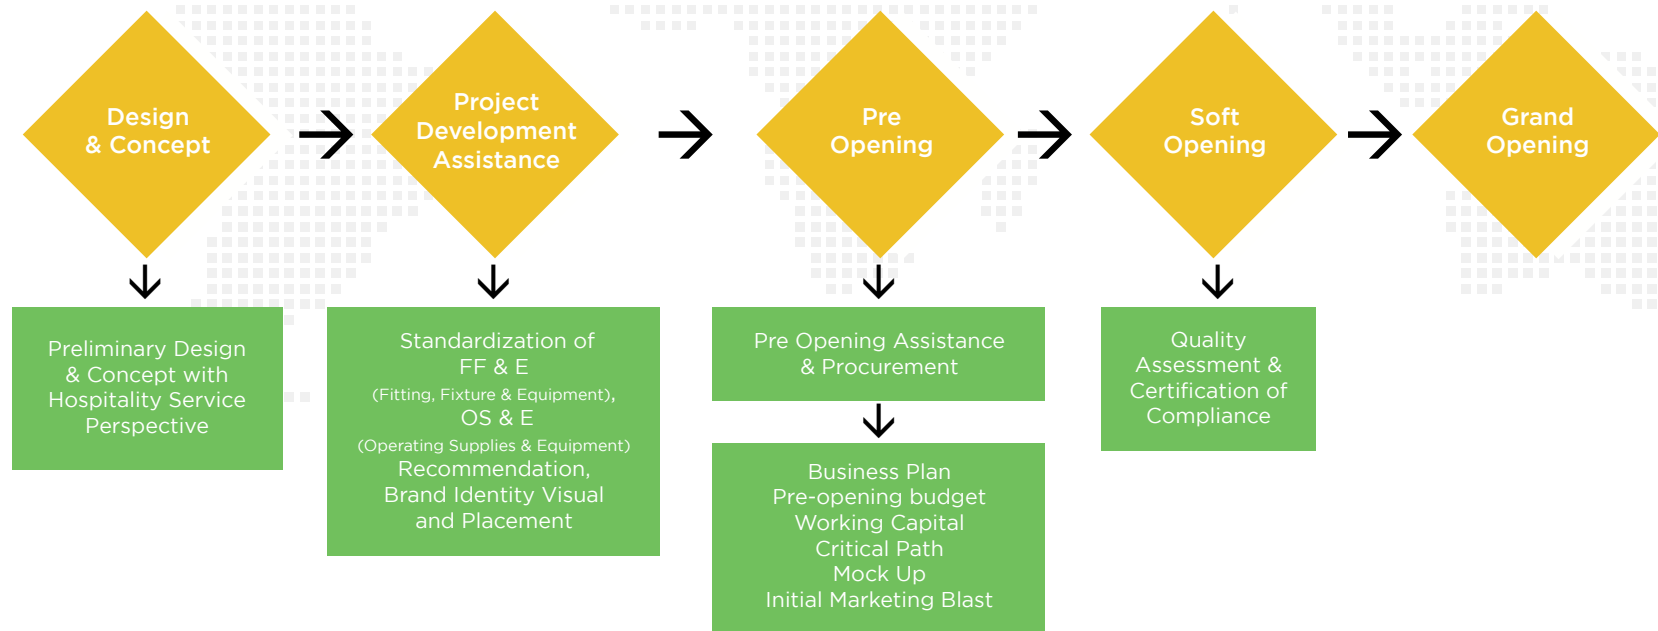 Design
& Concept
Project
Development
Assistance
Pre
Opening
Soft
Opening
Grand
Opening
Preliminary Design
& Concept with
Hospitality Service
Perspective
Standardization of
FF & E
(Fitting, Fixture & Equipment),
OS & E
(Operating Supplies & Equipment)
Recommendation,
Brand Identity Visual
and Placement
Pre Opening Assistance
& Procurement
Business Plan
Pre-opening budget
Working Capital
Critical Path
Mock Up
Initial Marketing Blast
Quality
Assessment &
Certification of
Compliance